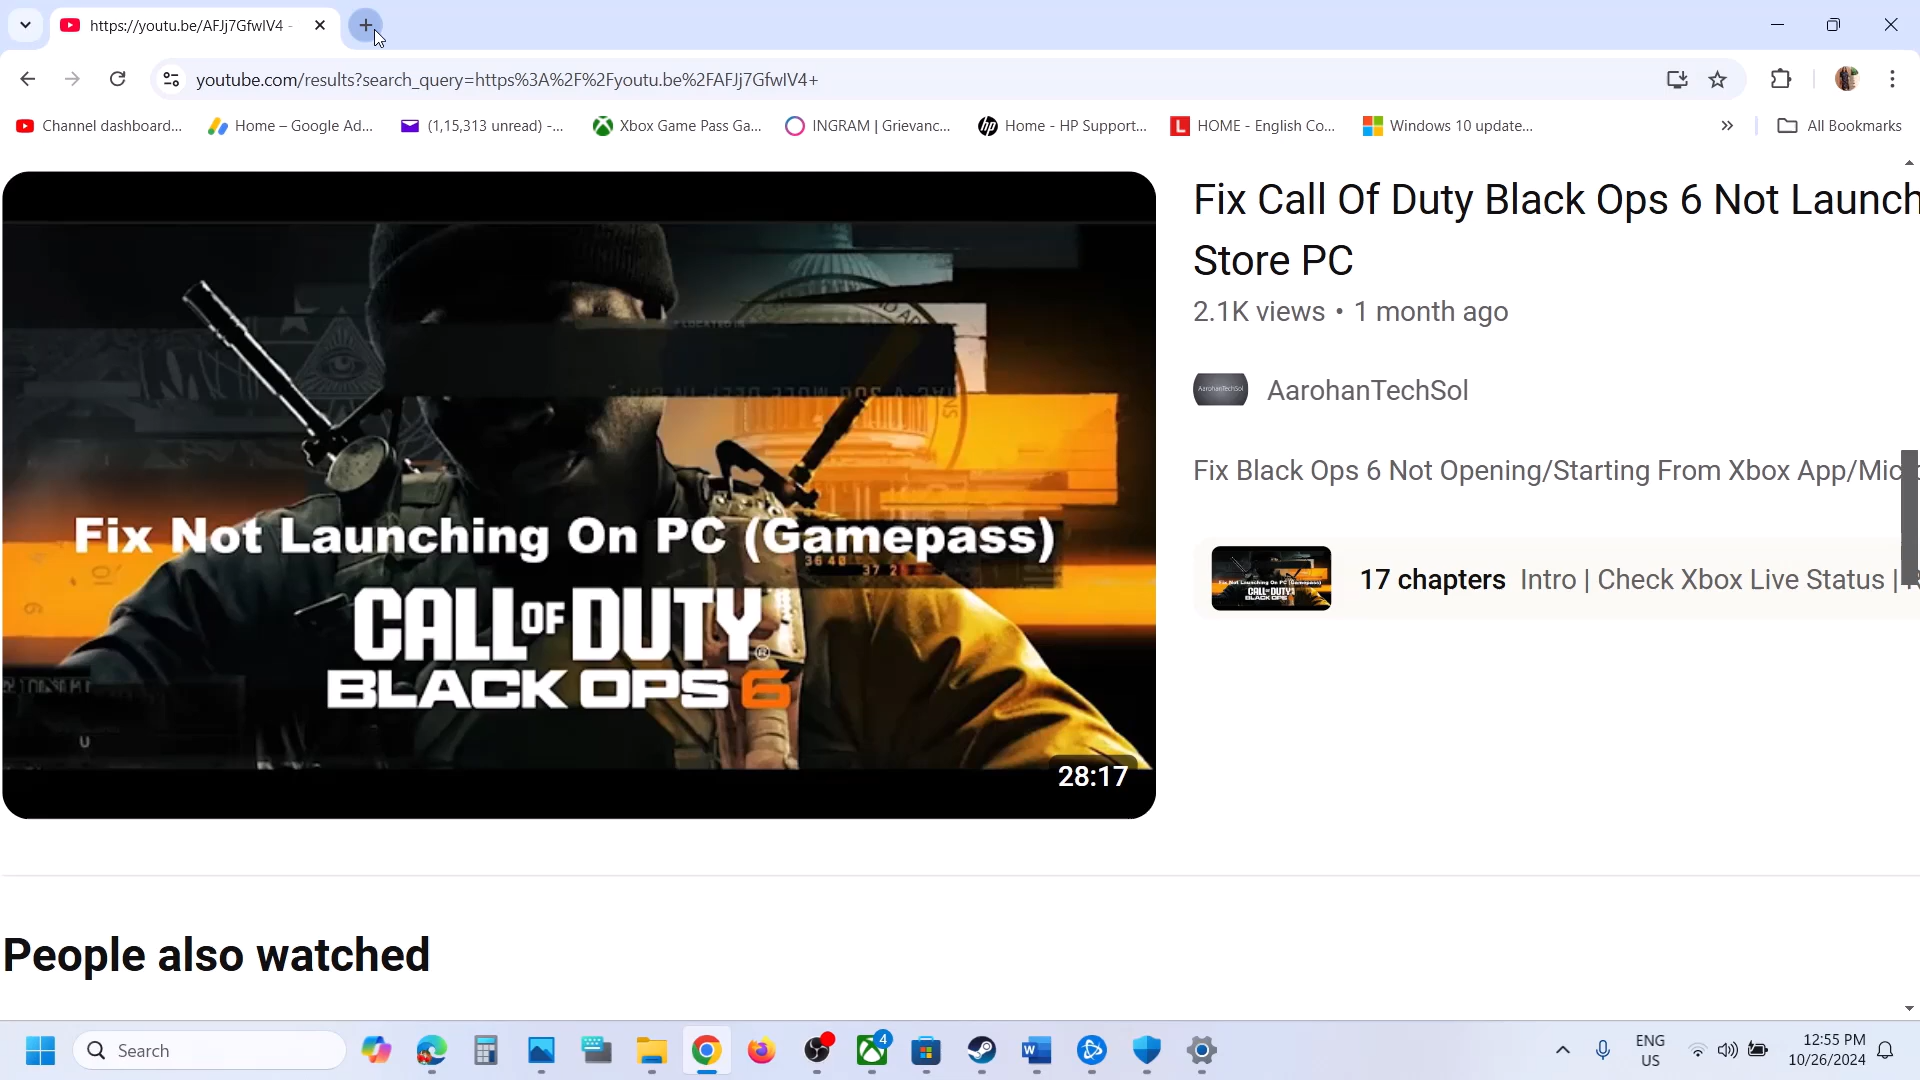 https://youtu.be/AFJj7GfwlV4 -
youtube.com/results?search_query=https%3A%2F%2Fyoutu.be%2FAFJj7GfwlV4+
Channel dashboard...
Home – Google Ad...
(1,15,313 unread) -...
Xbox Game Pass Ga...
INGRAM | Grievanc...
Home - HP Support...
L
HOME - English Co...
Windows 10 update...
All Bookmarks
Fix Not Launching On PC (Gamepass)
CALL OF DUTY
BLACK OPS 6
28:17
Fix Call Of Duty Black Ops 6 Not Launch
Store PC
2.1K views • 1 month ago
AarohanTechSol
AarohanTechSol
Fix Black Ops 6 Not Opening/Starting From Xbox App/Mic
17 chapters Intro | Check Xbox Live Status |
People also watched
Search
4
ENG
US
12:55 PM
10/26/2024